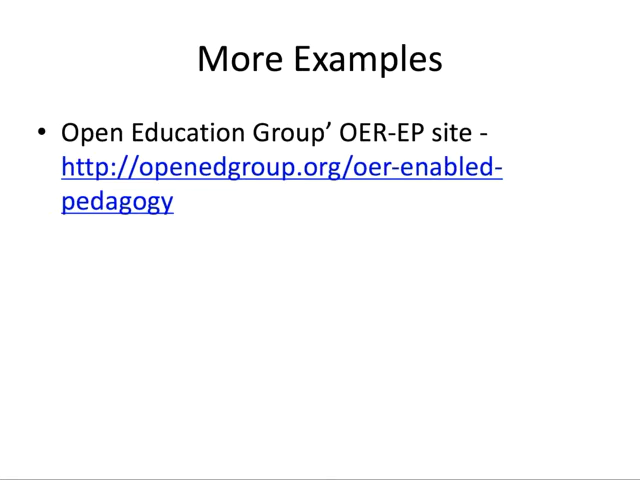 More Examples
• Open Education Group’ OER-EP site -
http://openedgroup.org/oer-enabled-
pedagogy